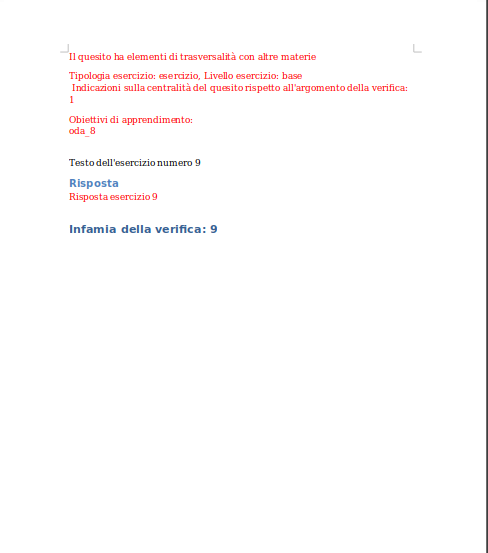 Il quesito ha elementi di trasversalità con altre materie
Tipologia esercizio: esercizio, Livello esercizio: base
Indicazioni sulla centralità del quesito rispetto all'argomento della verifica:
1
Obiettivi di apprendimento:
oda_8
Testo dell'esercizio numero 9
Risposta
Risposta esercizio 9
Infamia della verifica: 9